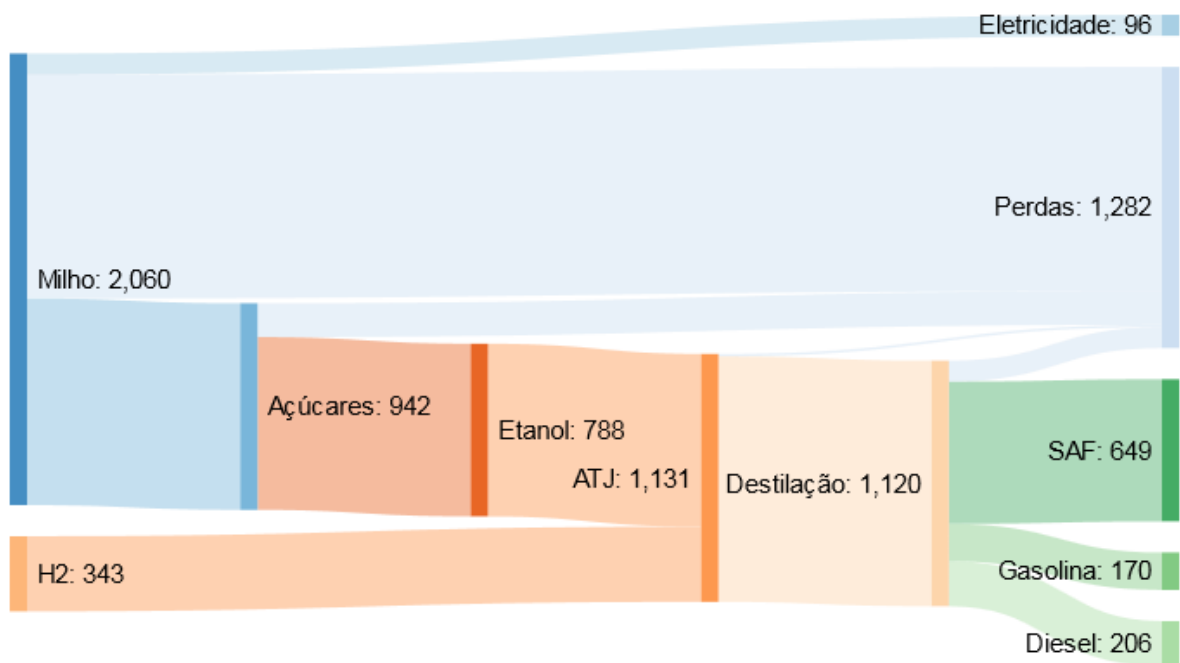 Eletricidade: 96
Perdas: 1,282
Milho: 2,060
Açúcares: 942
Etanol: 788
SAF: 649
ATJ: 1,131
Destilação: 1,120
Gasolina: 170
H2: 343
Diesel: 206